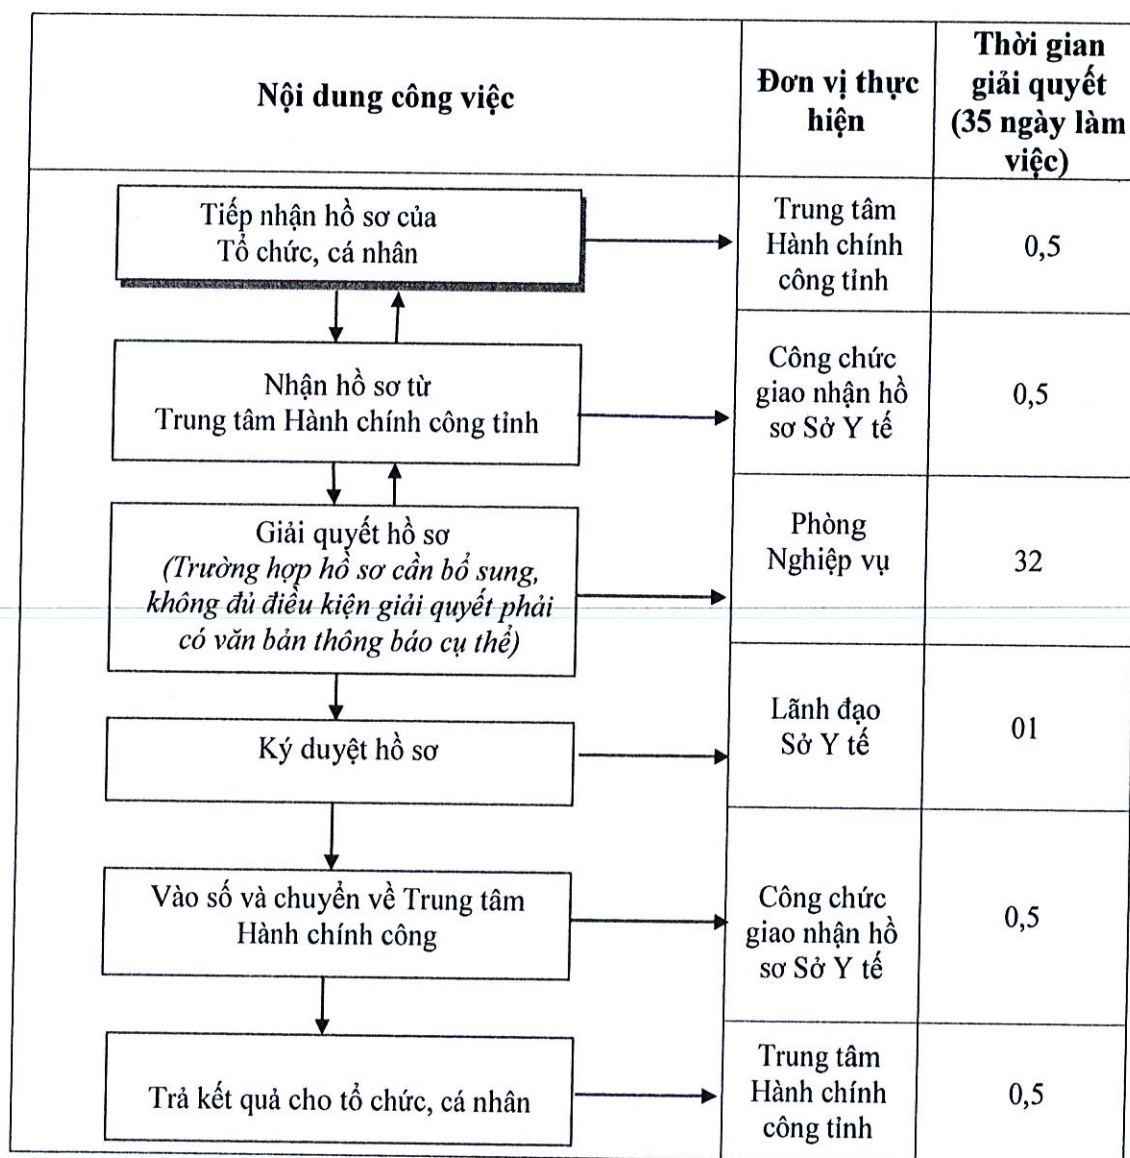 Nội dung công việc
Đơn vị thực
hiện
Thời gian
giải quyết
(35 ngày làm
việc)
Tiếp nhận hồ sơ của
Tổ chức, cá nhân
Trung tâm
Hành chính
công tỉnh
0,5
Nhận hồ sơ từ
Trung tâm Hành chính công tỉnh
Công chức
giao nhận hồ
sơ Sở Y tế
0,5
Giải quyết hồ sơ
(Trường hợp hồ sơ cần bổ sung,
không đủ điều kiện giải quyết phải
có văn bản thông báo cụ thể)
Phòng
Nghiệp vụ
32
Ký duyệt hồ sơ
Lãnh đạo
Sở Y tế
01
Vào số và chuyển về Trung tâm
Hành chính công
Công chức
giao nhận hồ
sơ Sở Y tế
0,5
Trả kết quả cho tổ chức, cá nhân
Trung tâm
Hành chính
công tỉnh
0,5